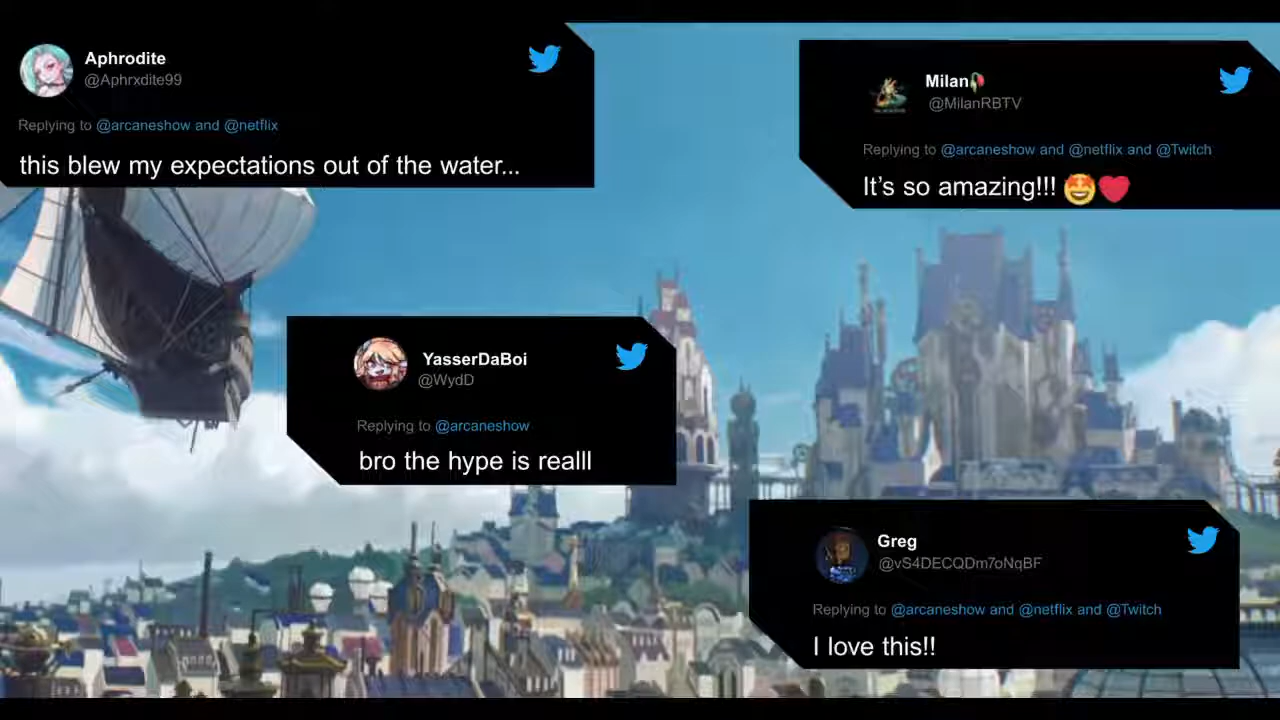 Aphrodite
@Aphrxdite99
Replying to @arcaneshow and @netflix
this blew my expectations out of the water...
Milan🥀
@MilanRBTV
Replying to @arcaneshow and @netflix and @Twitch
It's so amazing!!! 🤩❤️
YasserDaBoi
@WydD
Replying to @arcaneshow
bro the hype is realll
Greg
@vS4DECQDm7oNqBF
Replying to @arcaneshow and @netflix and @Twitch
I love this!!